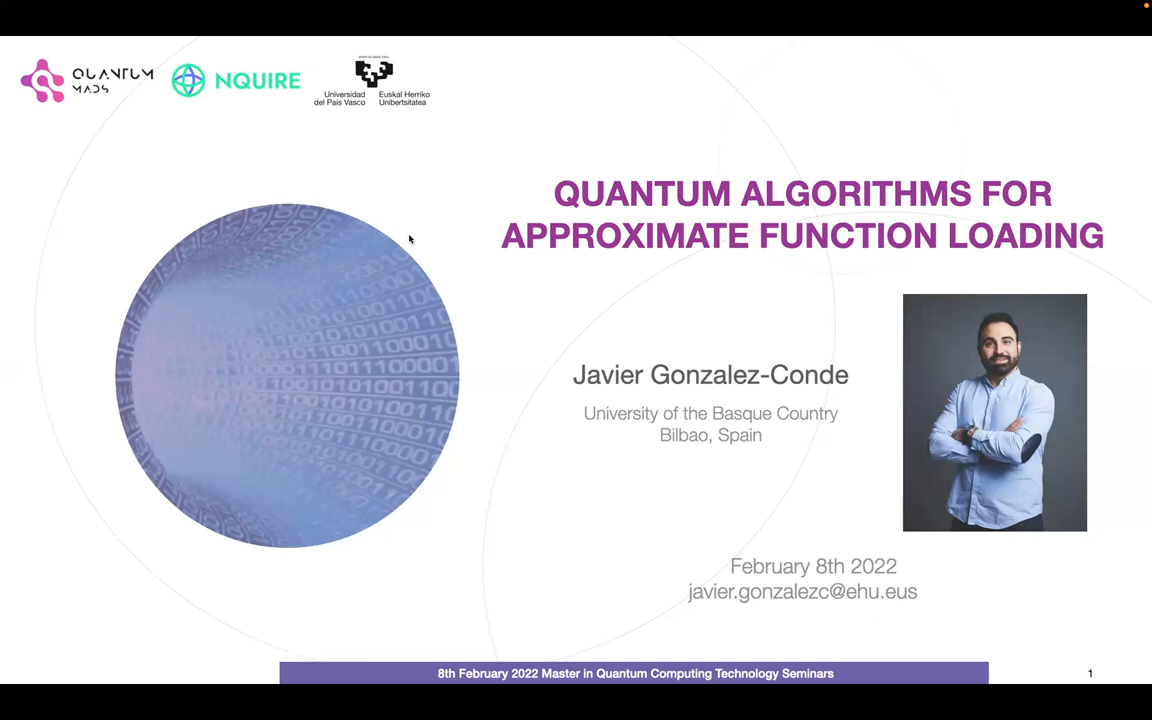 QUANTUM
MADS
NQUIRE
Universidad
del País Vasco
Euskal Herriko
Unibertsitatea
QUANTUM ALGORITHMS FOR
APPROXIMATE FUNCTION LOADING
Javier Gonzalez-Conde
University of the Basque Country
Bilbao, Spain
February 8th 2022
javier.gonzalezc@ehu.eus
8th February 2022 Master in Quantum Computing Technology Seminars
1